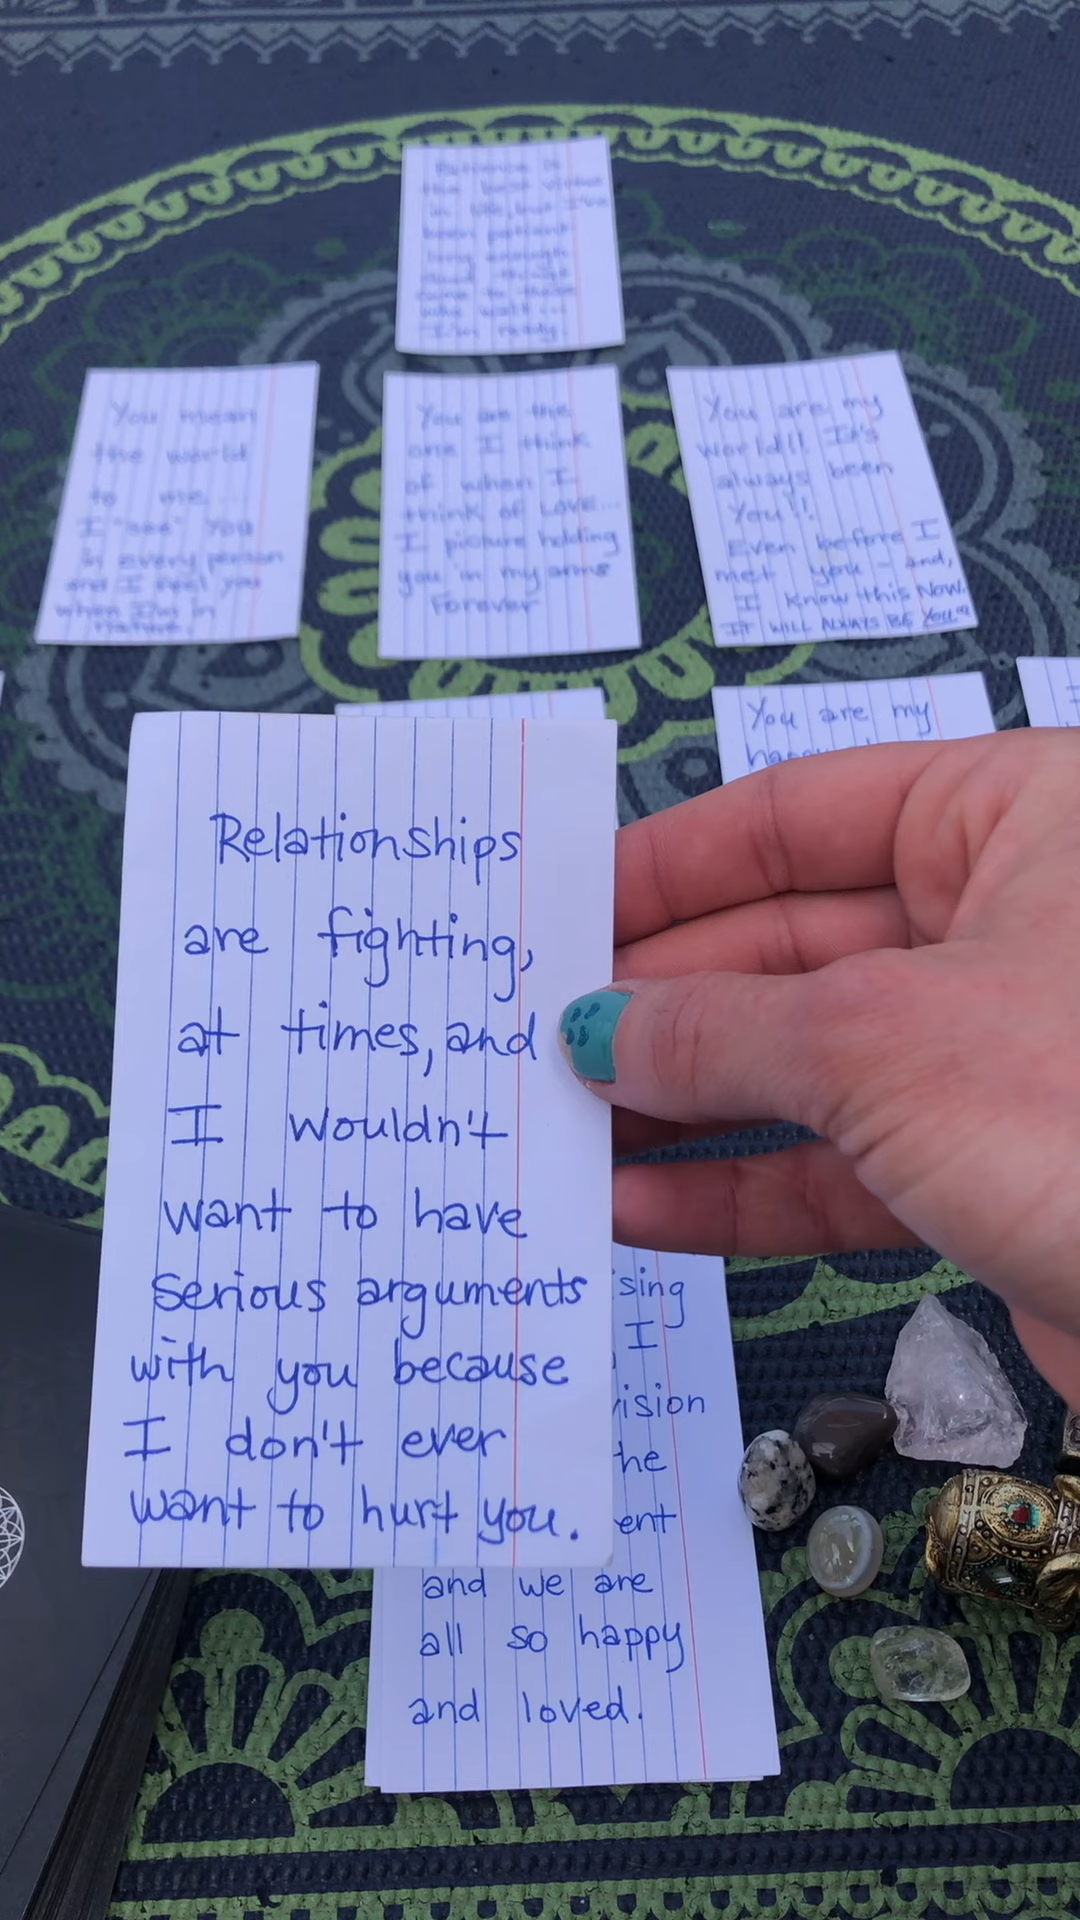 Patience is
the best virtue
in life, but I've
been patient
long enough.
Good things
come to those
who wait...
I'm ready.
You mean
the world
to me...
I "see" you
in every person
and I feel you
when I'm in
nature.
You are the
one I think
of when I
think of LOVE...
I picture holding
you in my arms
Forever
You are my
world!! It's
always been
You!!
Even before I
met you - and,
I know this NOW.
IT WILL ALWAYS BE YOU
You are my
Relationships
are fighting,
at times, and
I wouldn't
want to have
serious arguments
with you because
I don't ever
want to hurt you.
I
he
and we are
all so happy
and loved.